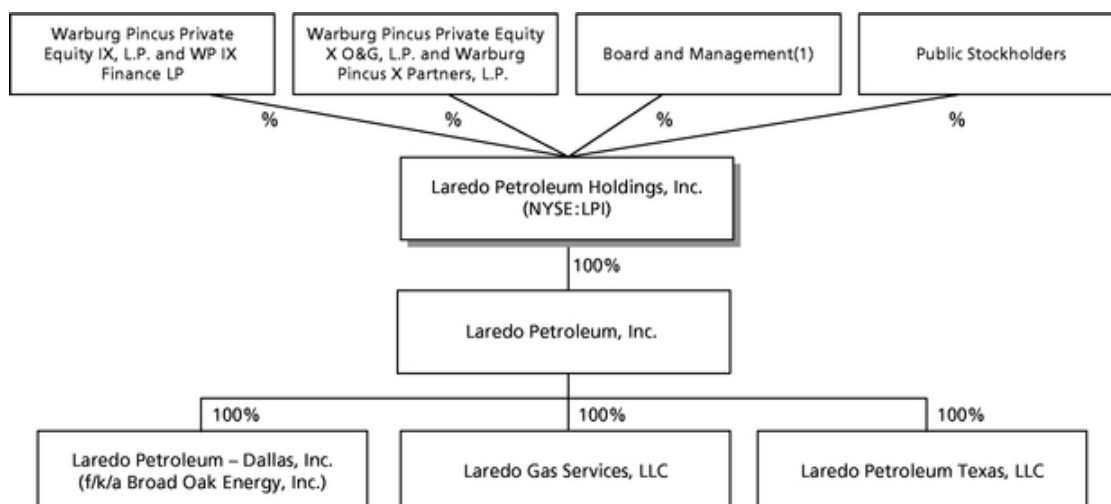 Warburg Pincus Private
Equity IX, L.P. and WP IX
Finance LP
Warburg Pincus Private Equity
X O&G, L.P. and Warburg
Pincus X Partners, L.P.
Board and Management(1)
Public Stockholders
%
%
%
%
Laredo Petroleum Holdings, Inc.
(NYSE:LPI)
100%
Laredo Petroleum, Inc.
100%
100%
100%
Laredo Petroleum – Dallas, Inc.
(f/k/a Broad Oak Energy, Inc.)
Laredo Gas Services, LLC
Laredo Petroleum Texas, LLC